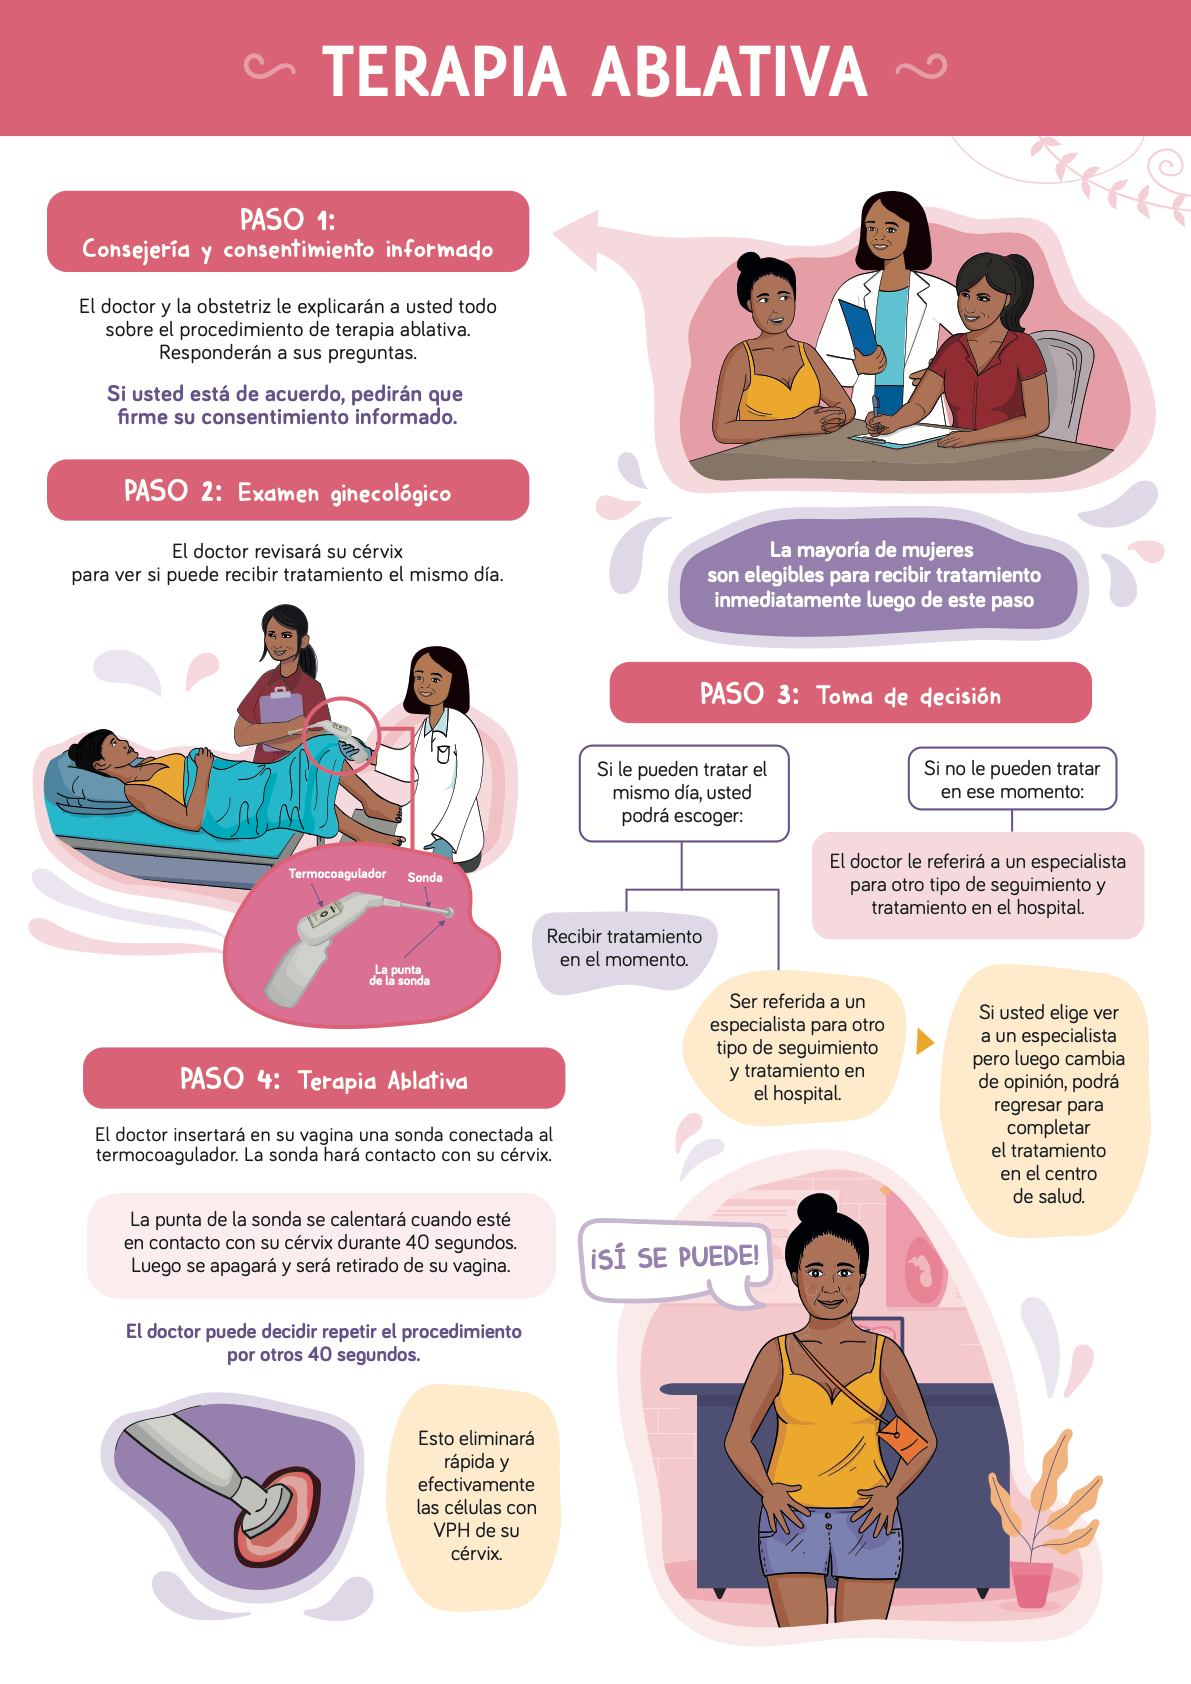 TERAPIA ABLATIVA
PASO 1:
Consejería y consentimiento informado
El doctor y la obstetriz le explicarán a usted todo
sobre el procedimiento de terapia ablativa.
Responderán a sus preguntas.
Si usted está de acuerdo, pedirán que
firme su consentimiento informado.
PASO 2: Examen ginecológico
El doctor revisará su cérvix
para ver si puede recibir tratamiento el mismo día.
Termocoagulador
Sonda
La punta
de la sonda
La mayoría de mujeres
son elegibles para recibir tratamiento
inmediatamente luego de este paso
PASO 3: Toma de decisión
Si le pueden tratar el
mismo día, usted
podrá escoger:
Recibir tratamiento
en el momento.
Ser referida a un
especialista para otro
tipo de seguimiento
y tratamiento en
el hospital.
Si usted elige ver
a un especialista
pero luego cambia
de opinión, podrá
regresar para
completar
el tratamiento
en el centro
de salud.
Si no le pueden tratar
en ese momento:
El doctor le referirá a un especialista
para otro tipo de seguimiento y
tratamiento en el hospital.
PASO 4: Terapia Ablativa
El doctor insertará en su vagina una sonda conectada al
termocoagulador. La sonda hará contacto con su cérvix.
La punta de la sonda se calentará cuando esté
en contacto con su cérvix durante 40 segundos.
Luego se apagará y será retirado de su vagina.
El doctor puede decidir repetir el procedimiento
por otros 40 segundos.
Esto eliminará
rápida y
efectivamente
las células con
VPH de su
cérvix.
¡SÍ SE PUEDE!